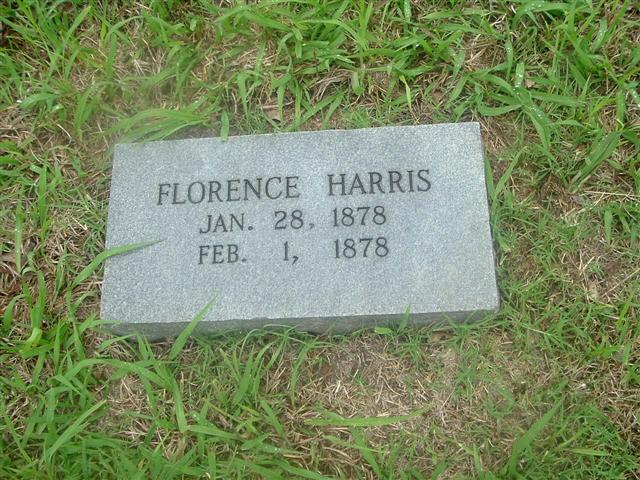 FLORENCE HARRIS
JAN. 28, 1878
FEB. 1, 1878